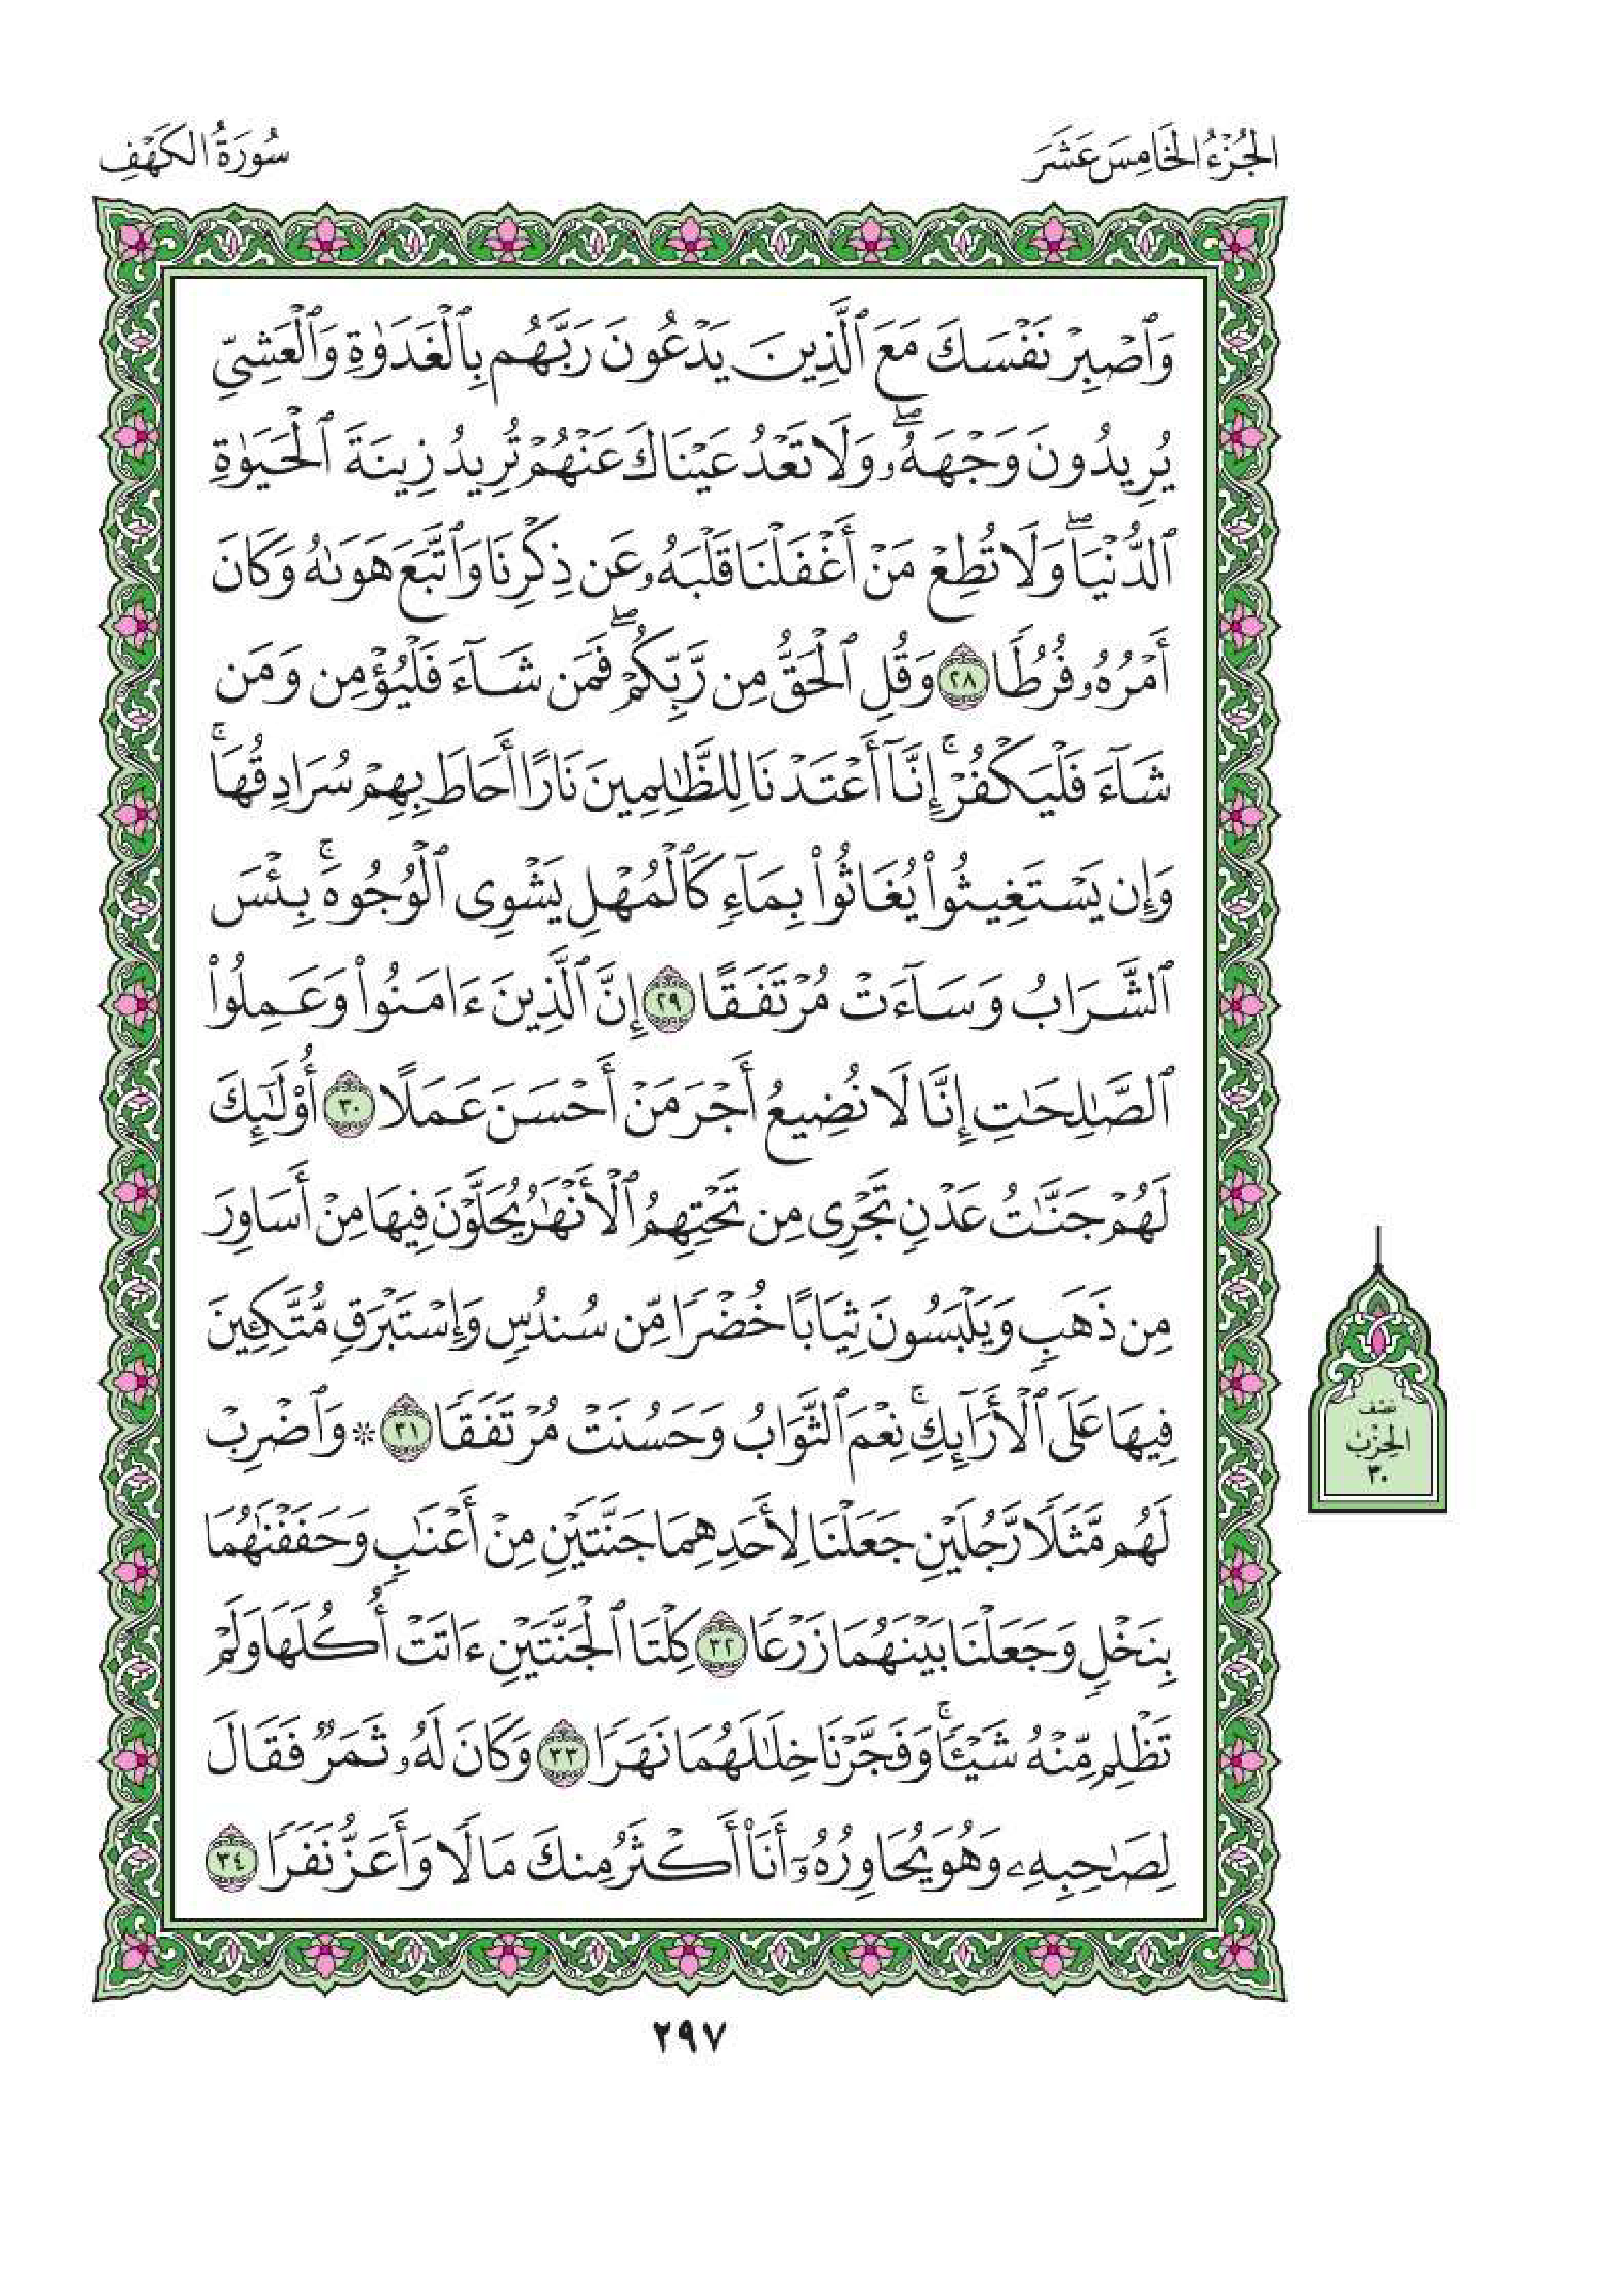 الجُزْءُ الخَامِسَ عَشَرَ
سُورَةُ الكَهْفِ
وَٱصۡبِرۡ نَفۡسَكَ مَعَ ٱلَّذِينَ يَدۡعُونَ رَبَّهُم بِٱلۡغَدَوٰةِ وَٱلۡعَشِيِّ
يُرِيدُونَ وَجۡهَهُۥۖ وَلَا تَعۡدُ عَيۡنَاكَ عَنۡهُمۡ تُرِيدُ زِينَةَ ٱلۡحَيَوٰةِ
ٱلدُّنۡيَاۖ وَلَا تُطِعۡ مَنۡ أَغۡفَلۡنَا قَلۡبَهُۥ عَن ذِكۡرِنَا وَٱتَّبَعَ هَوَىٰهُ وَكَانَ
أَمۡرُهُۥ فُرُطٗا ٢٨ وَقُلِ ٱلۡحَقُّ مِن رَّبِّكُمۡۖ فَمَن شَآءَ فَلۡيُؤۡمِن وَمَن
شَآءَ فَلۡيَكۡفُرۡۚ إِنَّآ أَعۡتَدۡنَا لِلظَّٰلِمِينَ نَارًا أَحَاطَ بِهِمۡ سُرَادِقُهَاۚ
وَإِن يَسۡتَغِيثُواْ يُغَاثُواْ بِمَآءٖ كَٱلۡمُهۡلِ يَشۡوِي ٱلۡوُجُوهَۚ بِئۡسَ
ٱلشَّرَابُ وَسَآءَتۡ مُرۡتَفَقًا ٢٩ إِنَّ ٱلَّذِينَ ءَامَنُواْ وَعَمِلُواْ
ٱلصَّٰلِحَٰتِ إِنَّا لَا نُضِيعُ أَجۡرَ مَنۡ أَحۡسَنَ عَمَلًا ٣٠ أُوْلَٰٓئِكَ
لَهُمۡ جَنَّٰتُ عَدۡنٖ تَجۡرِي مِن تَحۡتِهِمُ ٱلۡأَنۡهَٰرُ يُحَلَّوۡنَ فِيهَا مِنۡ أَسَاوِرَ
مِن ذَهَبٖ وَيَلۡبَسُونَ ثِيَابًا خُضۡرٗا مِّن سُندُسٖ وَإِسۡتَبۡرَقٖ مُّتَّكِـِٔينَ
فِيهَا عَلَى ٱلۡأَرَآئِكِۚ نِعۡمَ ٱلثَّوَابُ وَحَسُنَتۡ مُرۡتَفَقٗا ٣١ ۞ وَٱضۡرِبۡ
لَهُم مَّثَلٗا رَّجُلَيۡنِ جَعَلۡنَا لِأَحَدِهِمَا جَنَّتَيۡنِ مِنۡ أَعۡنَٰبٖ وَحَفَفۡنَٰهُمَا
بِنَخۡلٖ وَجَعَلۡنَا بَيۡنَهُمَا زَرۡعٗا ٣٢ كِلۡتَا ٱلۡجَنَّتَيۡنِ ءَاتَتۡ أُكُلَهَا وَلَمۡ
تَظۡلِم مِّنۡهُ شَيۡـٔٗاۚ وَفَجَّرۡنَا خِلَٰلَهُمَا نَهَرٗا ٣٣ وَكَانَ لَهُۥ ثَمَرٞ فَقَالَ
لِصَٰحِبِهِۦ وَهُوَ يُحَاوِرُهُۥٓ أَنَا۠ أَكۡثَرُ مِنكَ مَالٗا وَأَعَزُّ نَفَرٗا ٣٤
نصف
الحِزْب
٣٠
٢٩٧